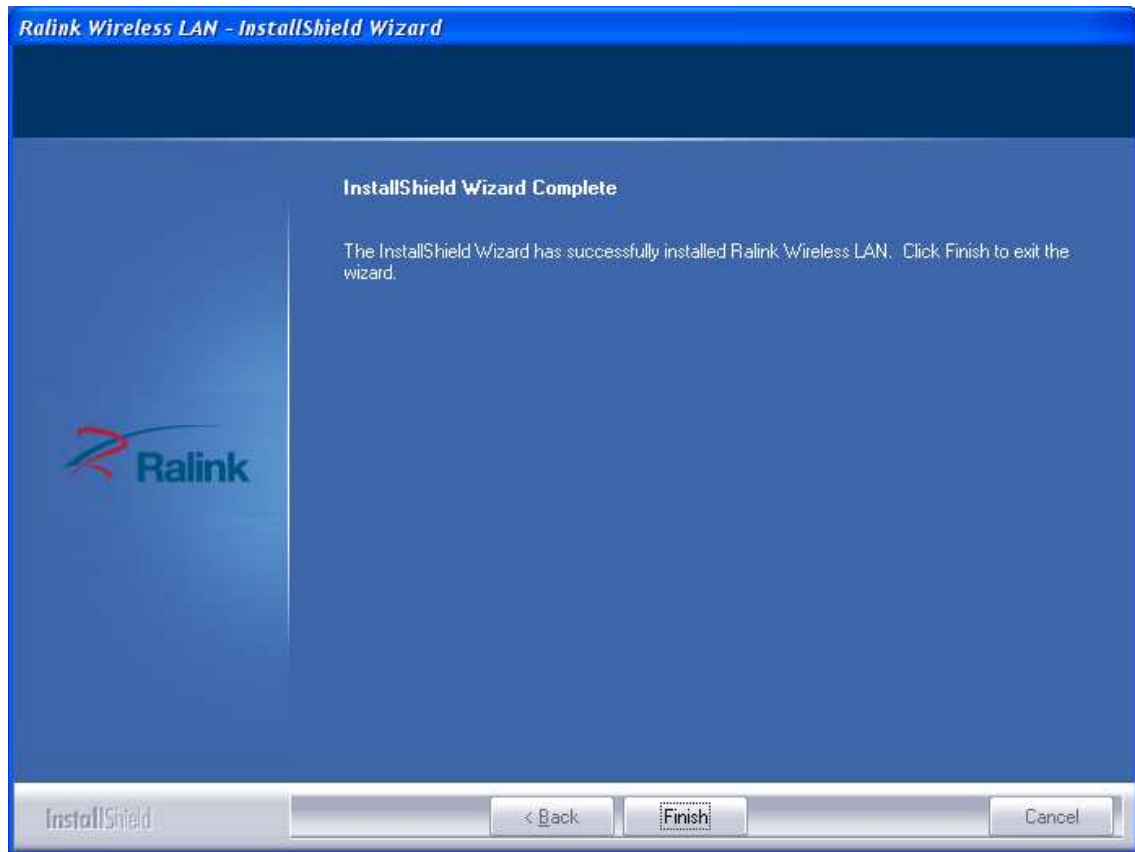 Ralink Wireless LAN - InstallShield Wizard
InstallShield Wizard Complete
The InstallShield Wizard has successfully installed Ralink Wireless LAN. Click Finish to exit the
wizard.
Ralink
InstallShield
< Back
Finish
Cancel